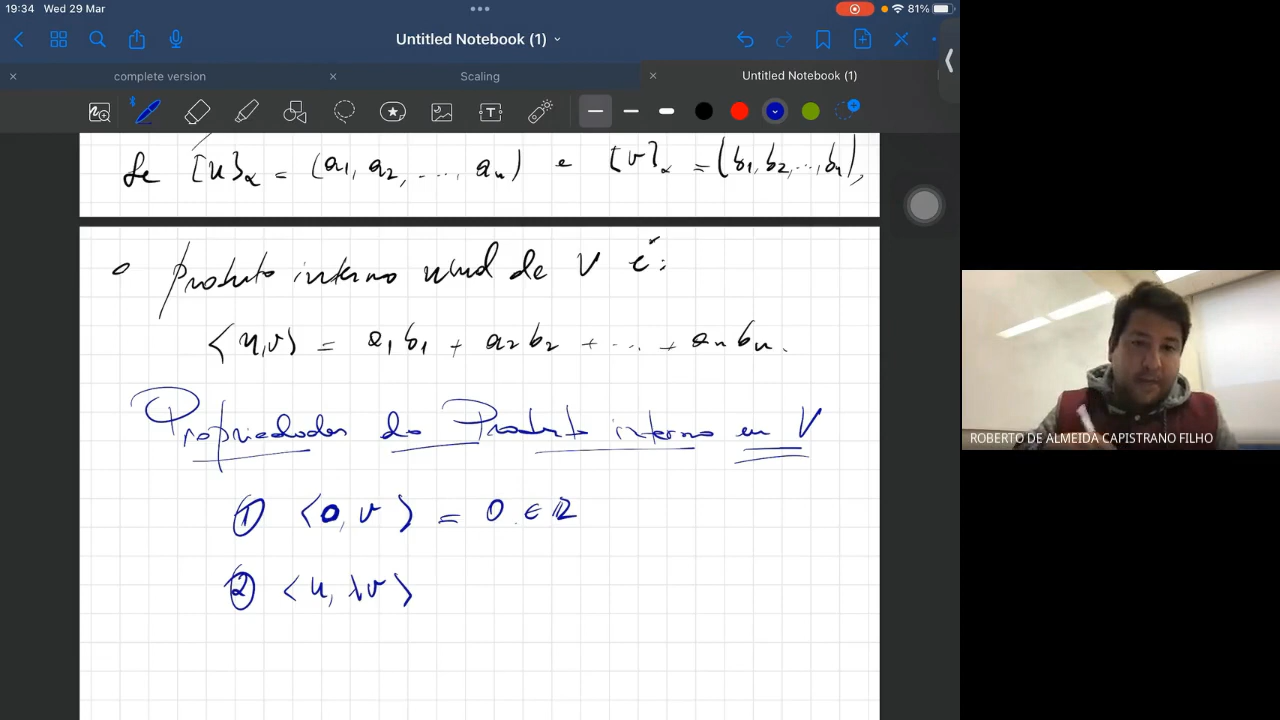 19:34 Wed 29 Mar
81%
Untitled Notebook (1)
complete version
Scaling
Untitled Notebook (1)
Se [u]α = (a1, a2, ..., an) e [v]α = (b1, b2, ..., bn),
o produto interno usual de V é:
⟨u,v⟩ = a1b1 + a2b2 + ... + anbn.
Propriedades do Produto interno em V
① ⟨0, v⟩ = 0 ∈ ℝ
② ⟨u, λv⟩
ROBERTO DE ALMEIDA CAPISTRANO FILHO